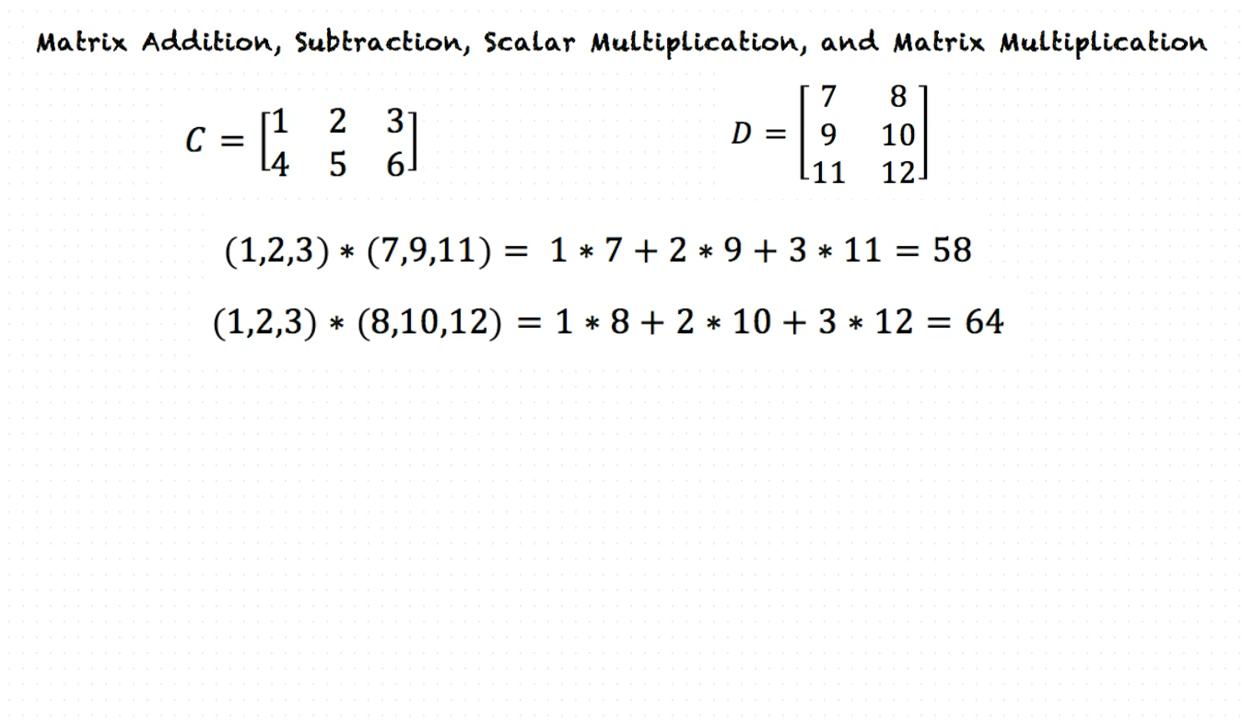 Matrix Addition, Subtraction, Scalar Multiplication, and Matrix Multiplication
C = [1 2 3
4 5 6]
D = [7 8
9 10
11 12]
(1,2,3) * (7,9,11) = 1 * 7 + 2 * 9 + 3 * 11 = 58
(1,2,3) * (8,10,12) = 1 * 8 + 2 * 10 + 3 * 12 = 64